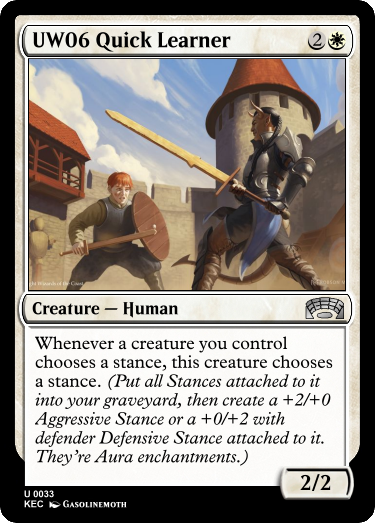 UW06 Quick Learner
2
Creature — Human
Whenever a creature you control
chooses a stance, this creature chooses
a stance. (Put all Stances attached to it
into your graveyard, then create a +2/+0
Aggressive Stance or a +0/+2 with
defender Defensive Stance attached to it.
They're Aura enchantments.)
2/2
U 0033
KEC GASOLINEMOTH